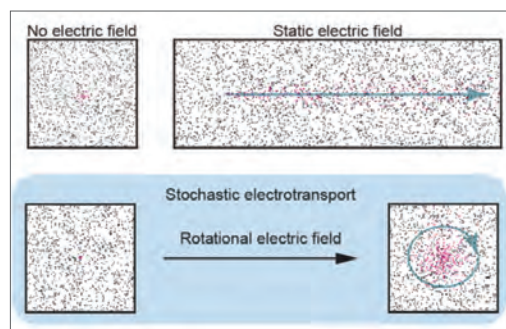 No electric field
Static electric field
Stochastic electrotransport
Rotational electric field